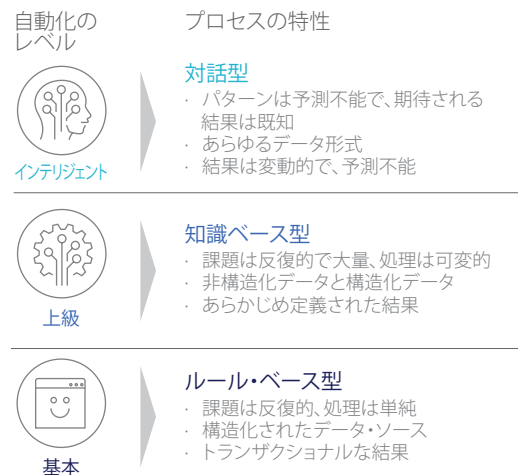 自動化の
レベル
プロセスの特性
インテリジェント
対話型
· パターンは予測不能で、期待される
結果は既知
· あらゆるデータ形式
· 結果は変動的で、予測不能
上級
知識ベース型
· 課題は反復的で大量、処理は可変的
· 非構造化データと構造化データ
· あらかじめ定義された結果
基本
ルール・ベース型
· 課題は反復的、処理は単純
· 構造化されたデータ・ソース
· トランザクショナルな結果